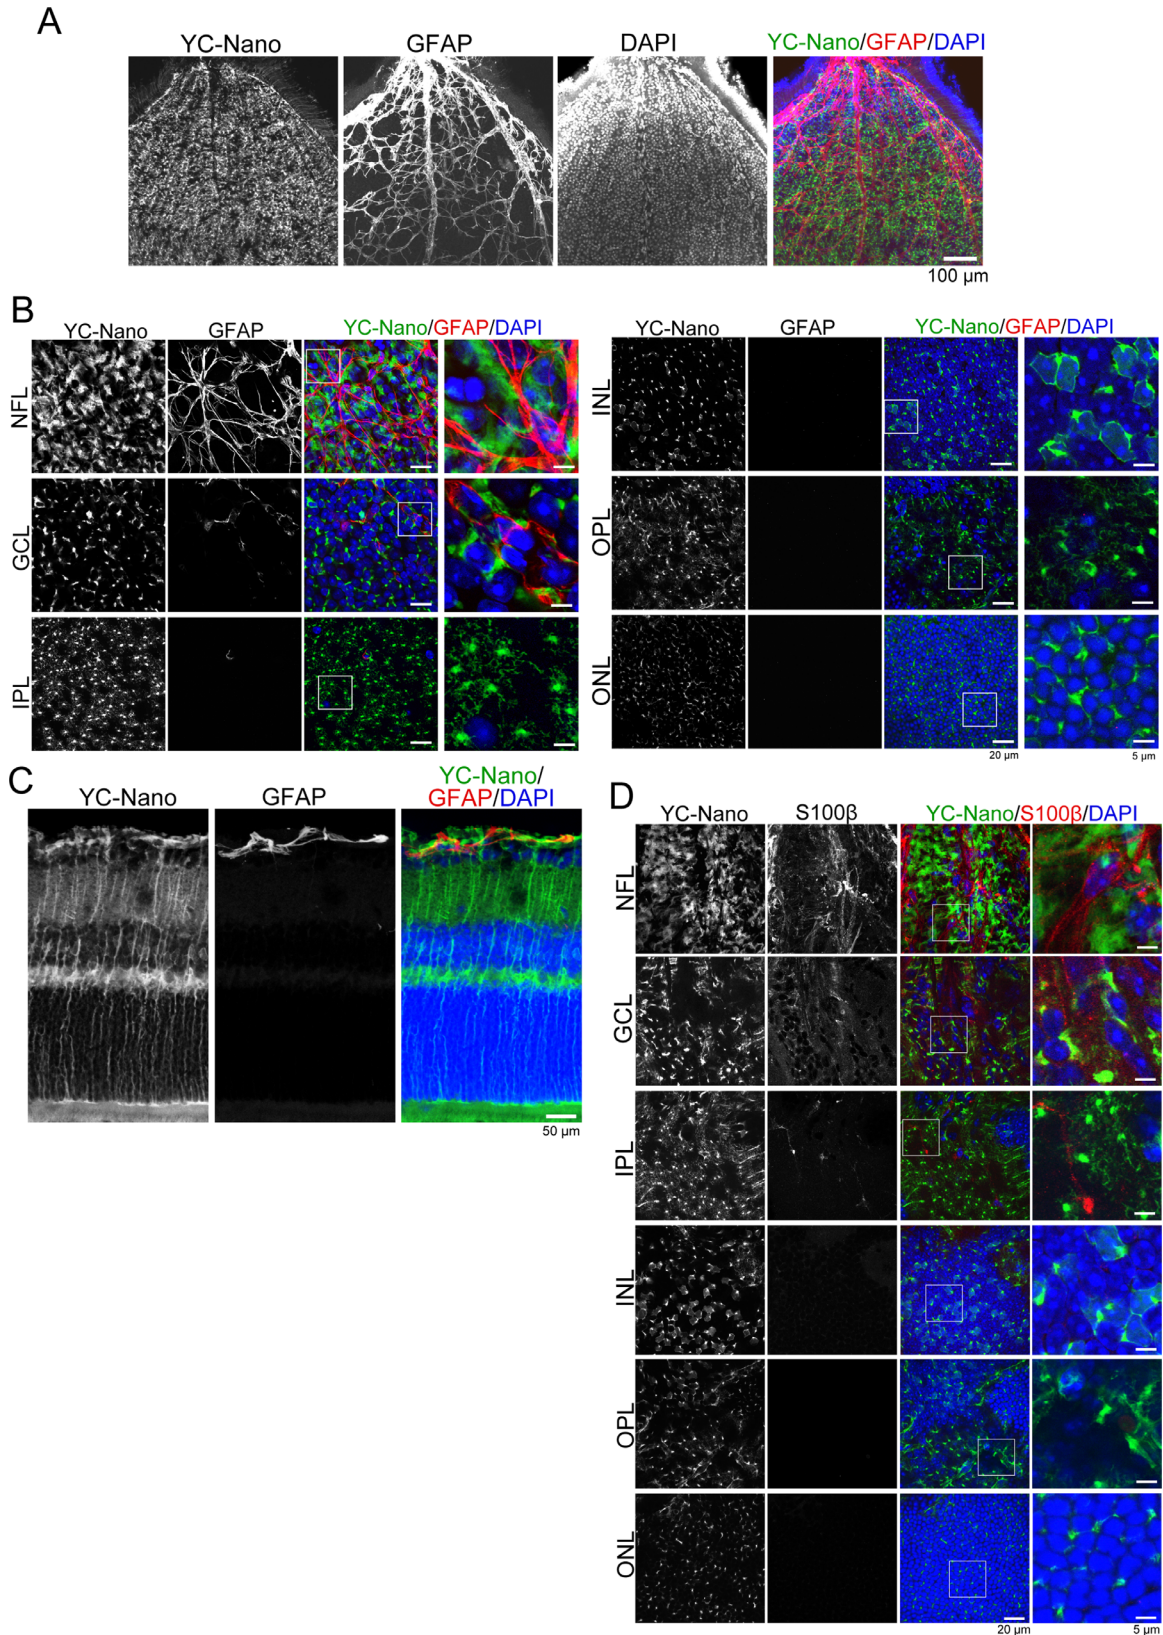 A
YC-Nano GFAP DAPI YC-Nano/GFAP/DAPI
100 µm
B
YC-Nano GFAP YC-Nano/GFAP/DAPI
NFL
GCL
IPL
YC-Nano GFAP YC-Nano/GFAP/DAPI
INL
OPL
ONL
20 µm 5 µm
C
YC-Nano GFAP YC-Nano/
GFAP/DAPI
50 µm
D
YC-Nano S100β YC-Nano/S100β/DAPI
NFL
GCL
IPL
INL
OPL
ONL
20 µm 5 µm